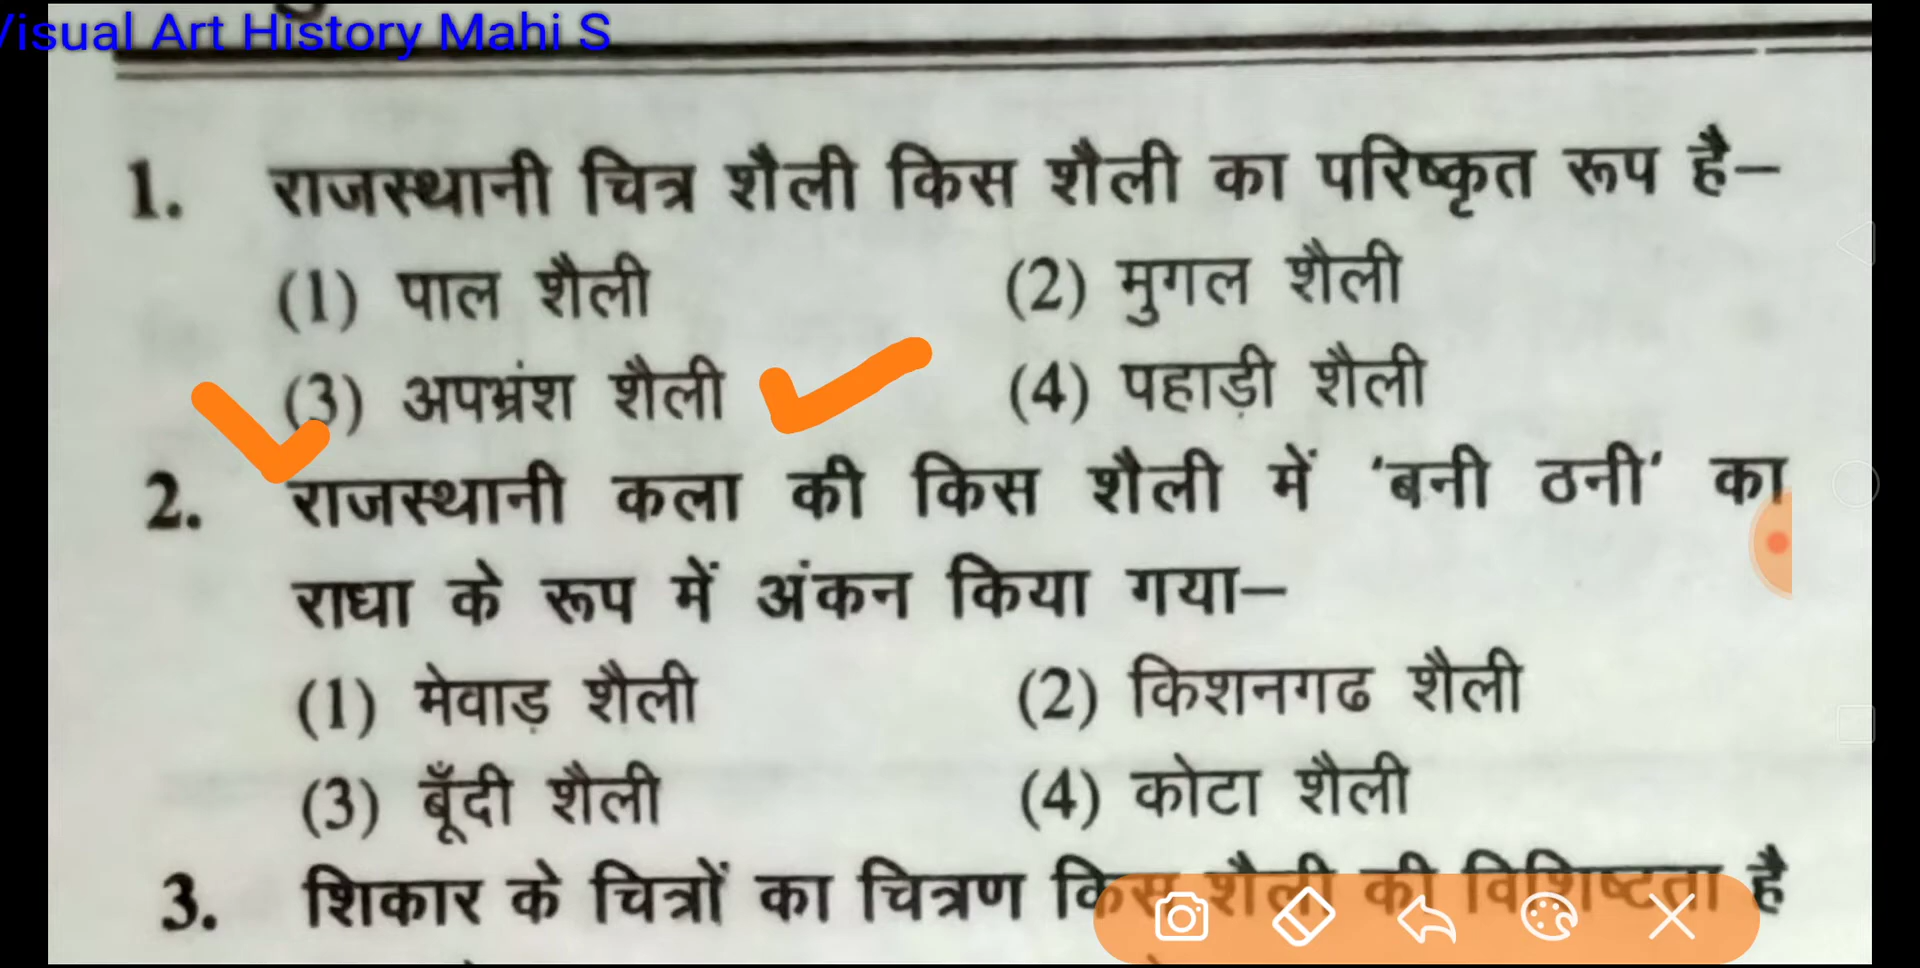 Visual Art History Mahi S
1. राजस्थानी चित्र शैली किस शैली का परिष्कृत रूप है–
(1) पाल शैली (2) मुगल शैली
(3) अपभ्रंश शैली (4) पहाड़ी शैली
2. राजस्थानी कला की किस शैली में ‘बनी ठनी’ का
राधा के रूप में अंकन किया गया–
(1) मेवाड़ शैली (2) किशनगढ शैली
(3) बूँदी शैली (4) कोटा शैली
3. शिकार के चित्रों का चित्रण किस शैली की विशिष्टता है